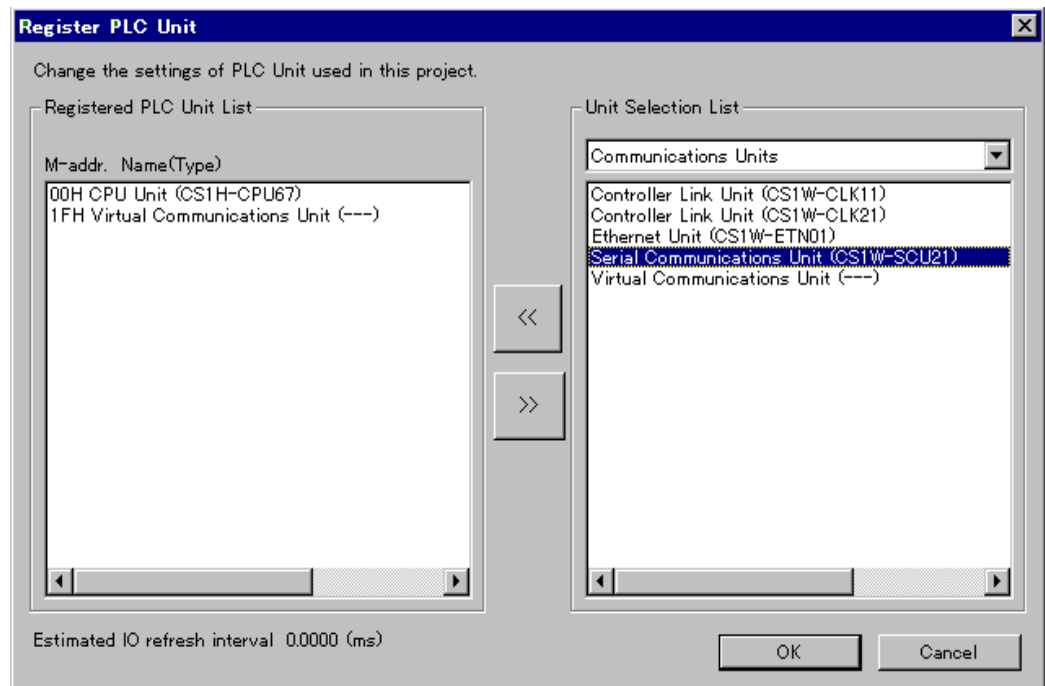 Register PLC Unit
Change the settings of PLC Unit used in this project.
Registered PLC Unit List
M-addr. Name(Type)
00H CPU Unit (CS1H-CPU67)
1FH Virtual Communications Unit (---)
<<
>>
Unit Selection List
Communications Units
Controller Link Unit (CS1W-CLK11)
Controller Link Unit (CS1W-CLK21)
Ethernet Unit (CS1W-ETN01)
Serial Communications Unit (CS1W-SCU21)
Virtual Communications Unit (---)
Estimated IO refresh interval 0.0000 (ms)
OK
Cancel